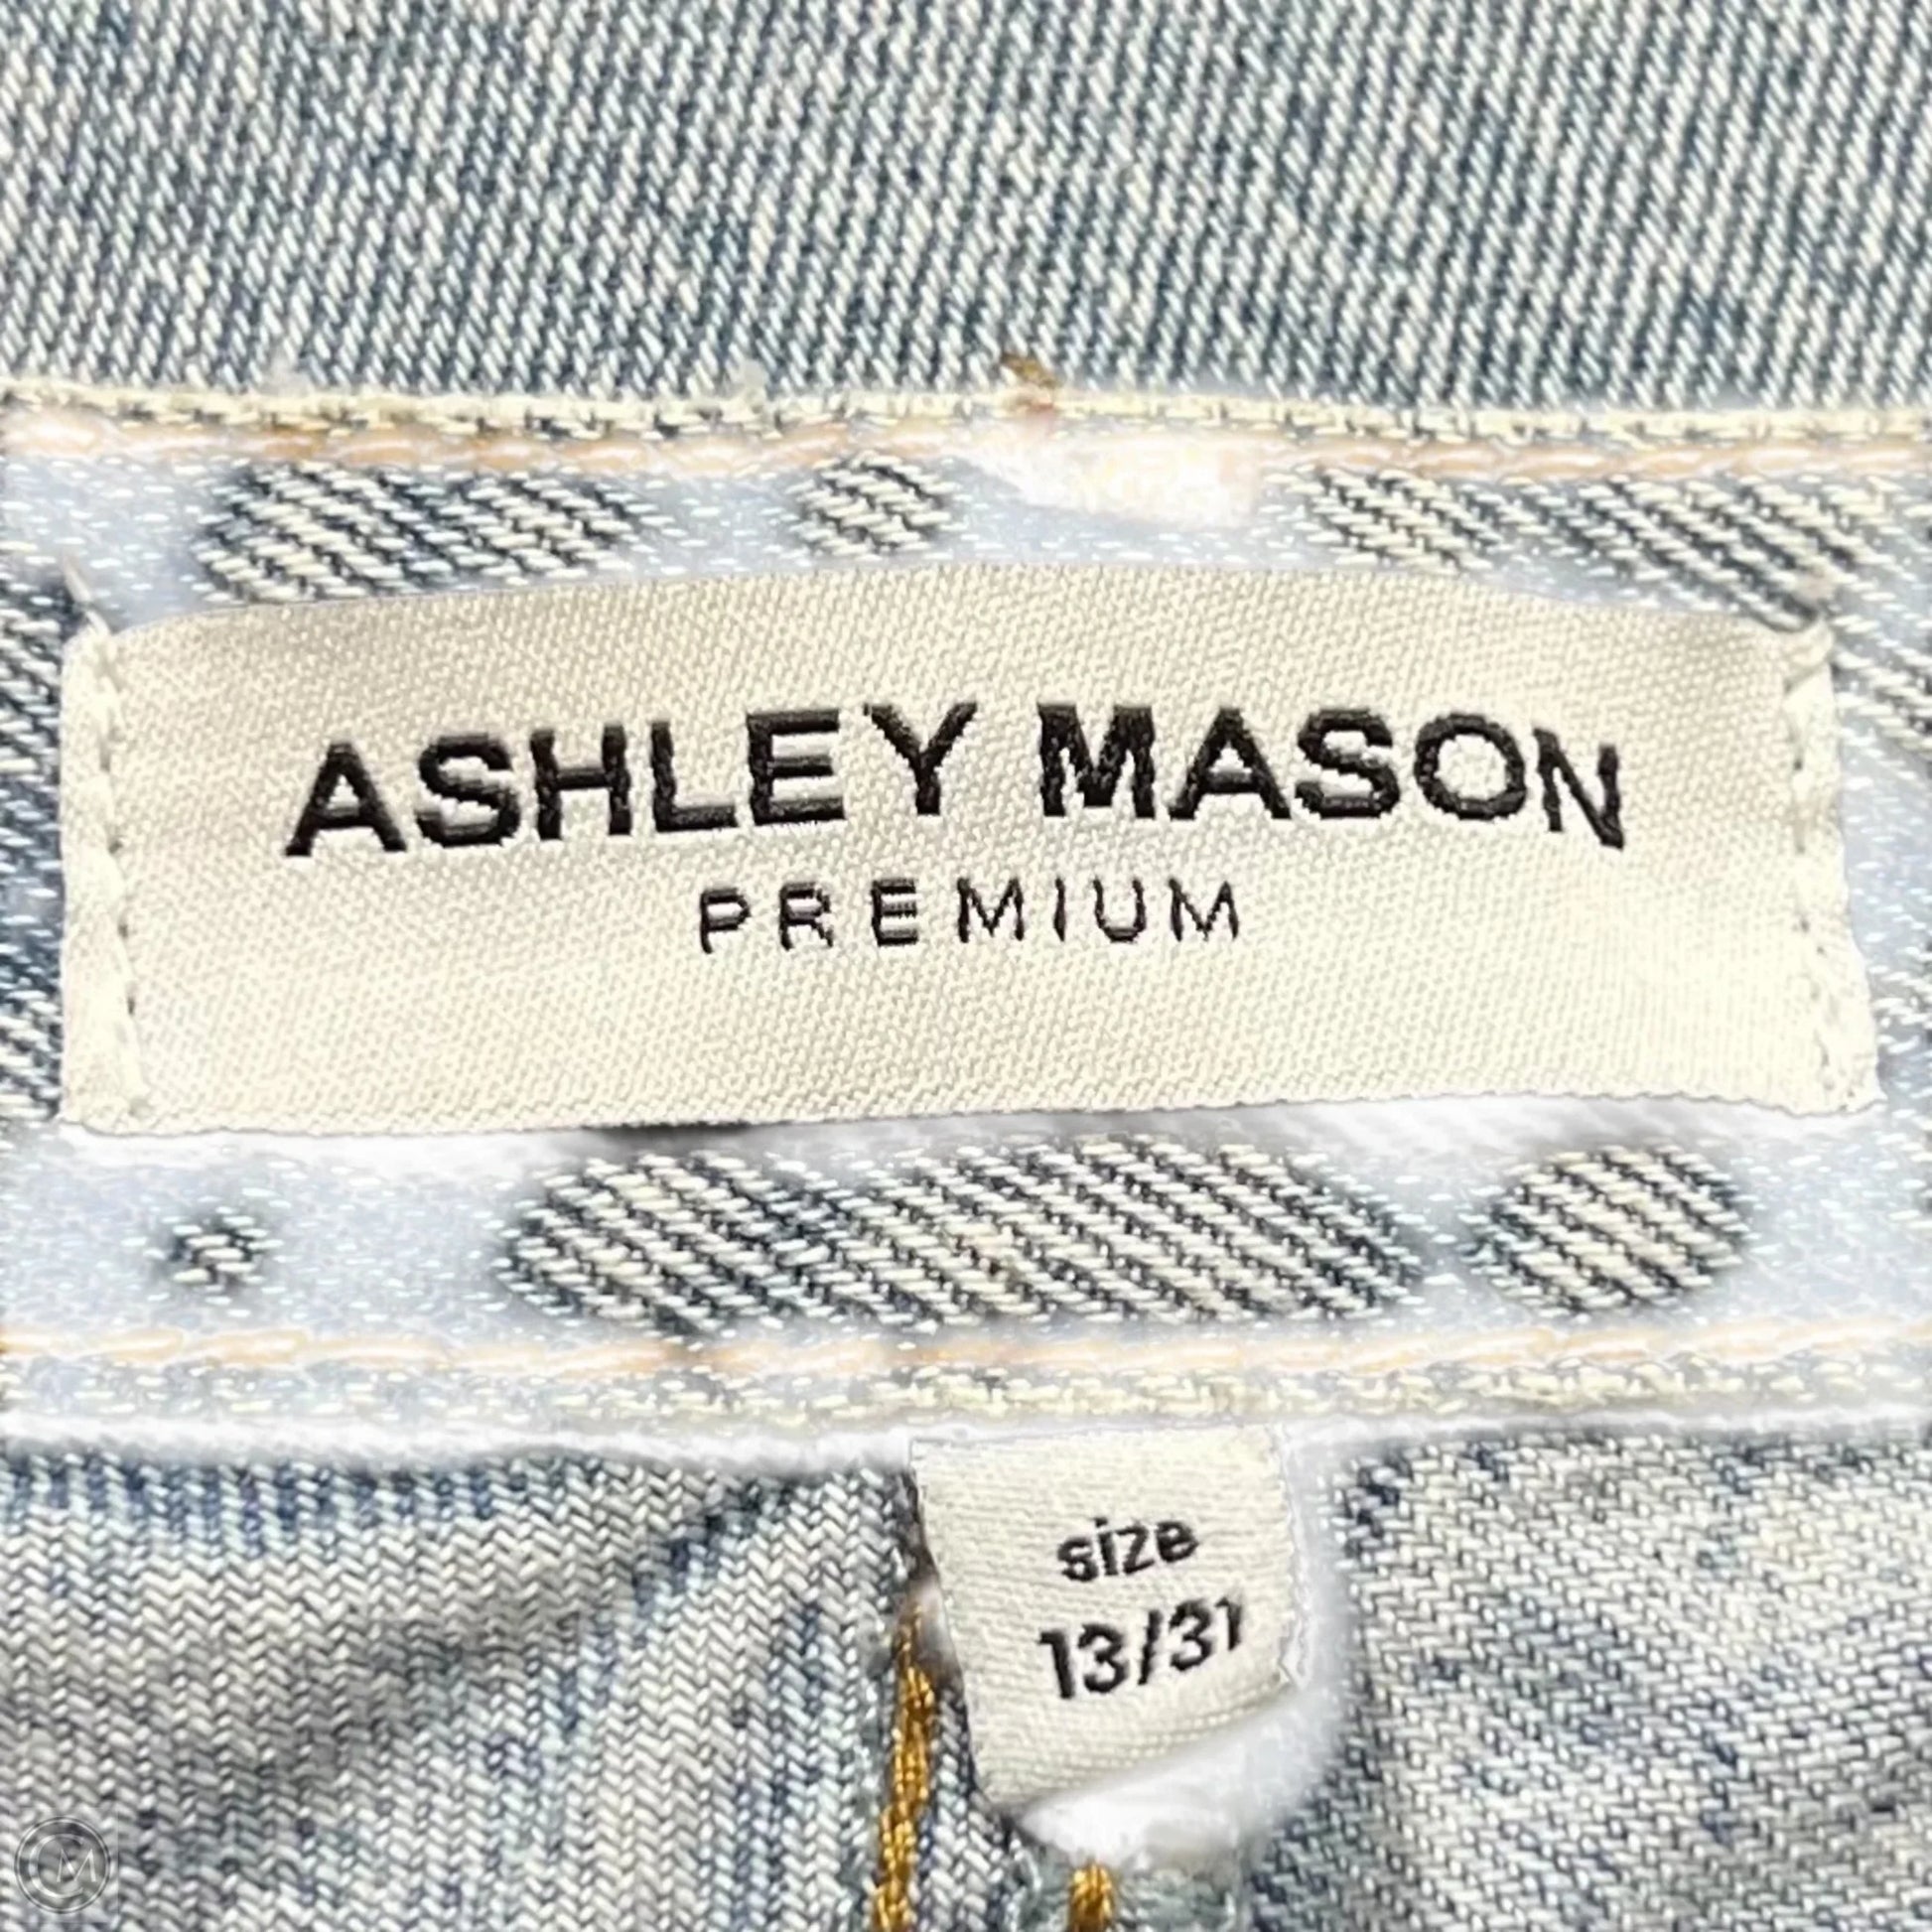 ASHLEY MASON
PREMIUM
size
13/31